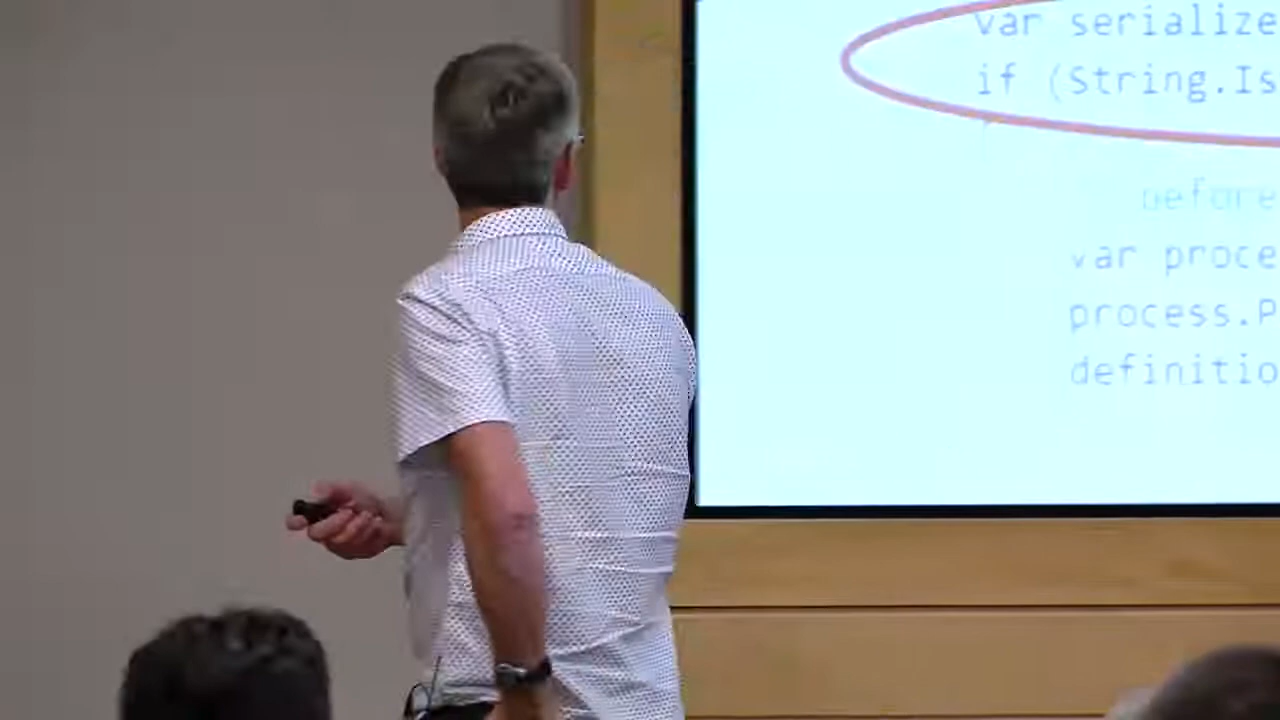 var serialize
if (String.Is
before
var proce
process.P
definitio